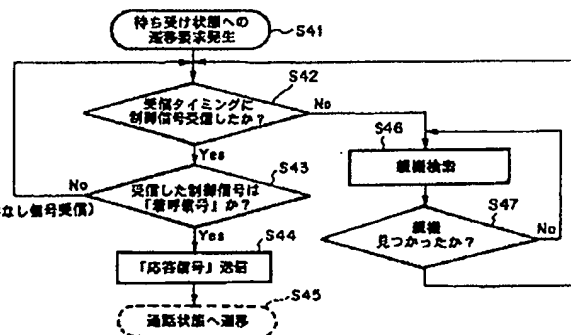 待ち受け状態への
遷移要求発生
S41
S42
受信タイミングに
制御信号受信したか?
No
Yes
S46
親機検索
S43
No
受信した制御信号は
「着呼信号」か?
なし信号受信)
S47
親機
見つかったか?
No
Yes
S44
「応答信号」送信
S45
通話状態へ遷移